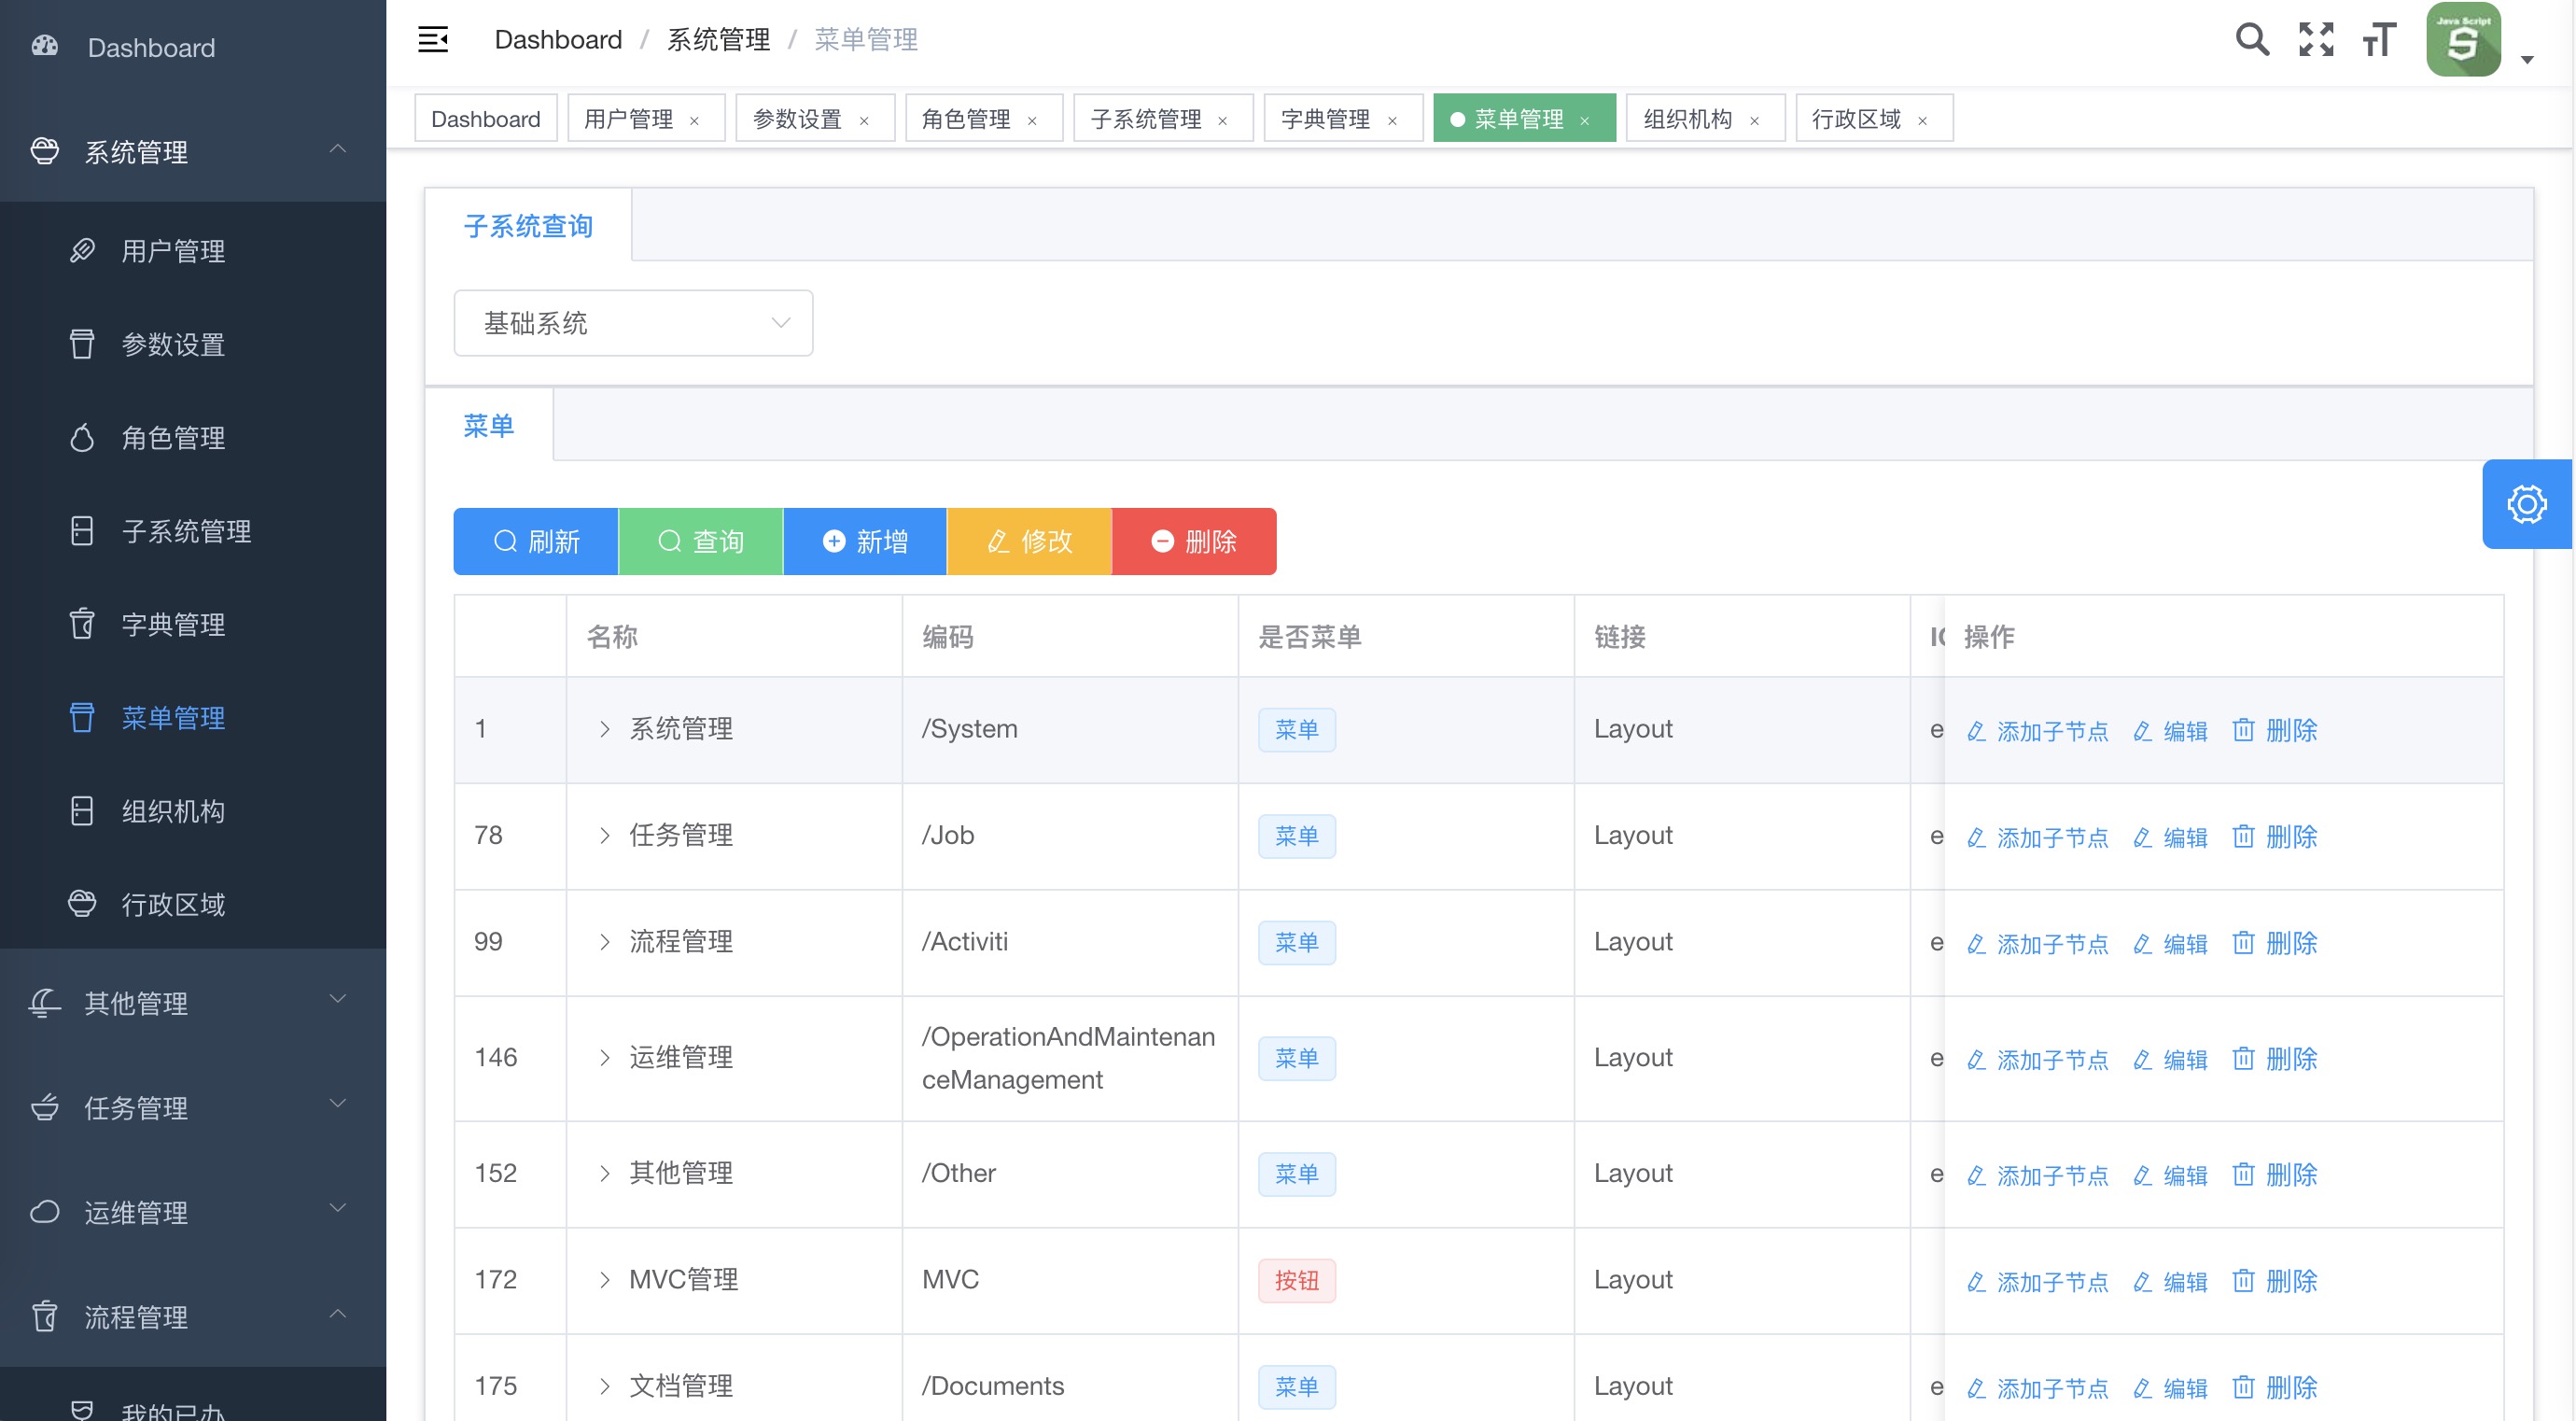 Dashboard
系统管理
用户管理
参数设置
角色管理
子系统管理
字典管理
菜单管理
组织机构
行政区域
其他管理
任务管理
运维管理
流程管理
我的已办
Dashboard / 系统管理 / 菜单管理
Java Script
S
Dashboard 用户管理 × 参数设置 × 角色管理 × 子系统管理 × 字典管理 × 菜单管理 × 组织机构 × 行政区域 ×
子系统查询
基础系统
菜单
刷新 查询 新增 修改 删除
名称 编码 是否菜单 链接 操作
1 系统管理 /System 菜单 Layout e 添加子节点 编辑 删除
78 任务管理 /Job 菜单 Layout e 添加子节点 编辑 删除
99 流程管理 /Activiti 菜单 Layout e 添加子节点 编辑 删除
146 运维管理 /OperationAndMaintenan
ceManagement 菜单 Layout e 添加子节点 编辑 删除
152 其他管理 /Other 菜单 Layout e 添加子节点 编辑 删除
172 MVC管理 MVC 按钮 Layout 添加子节点 编辑 删除
175 文档管理 /Documents 菜单 Layout e 添加子节点 编辑 删除